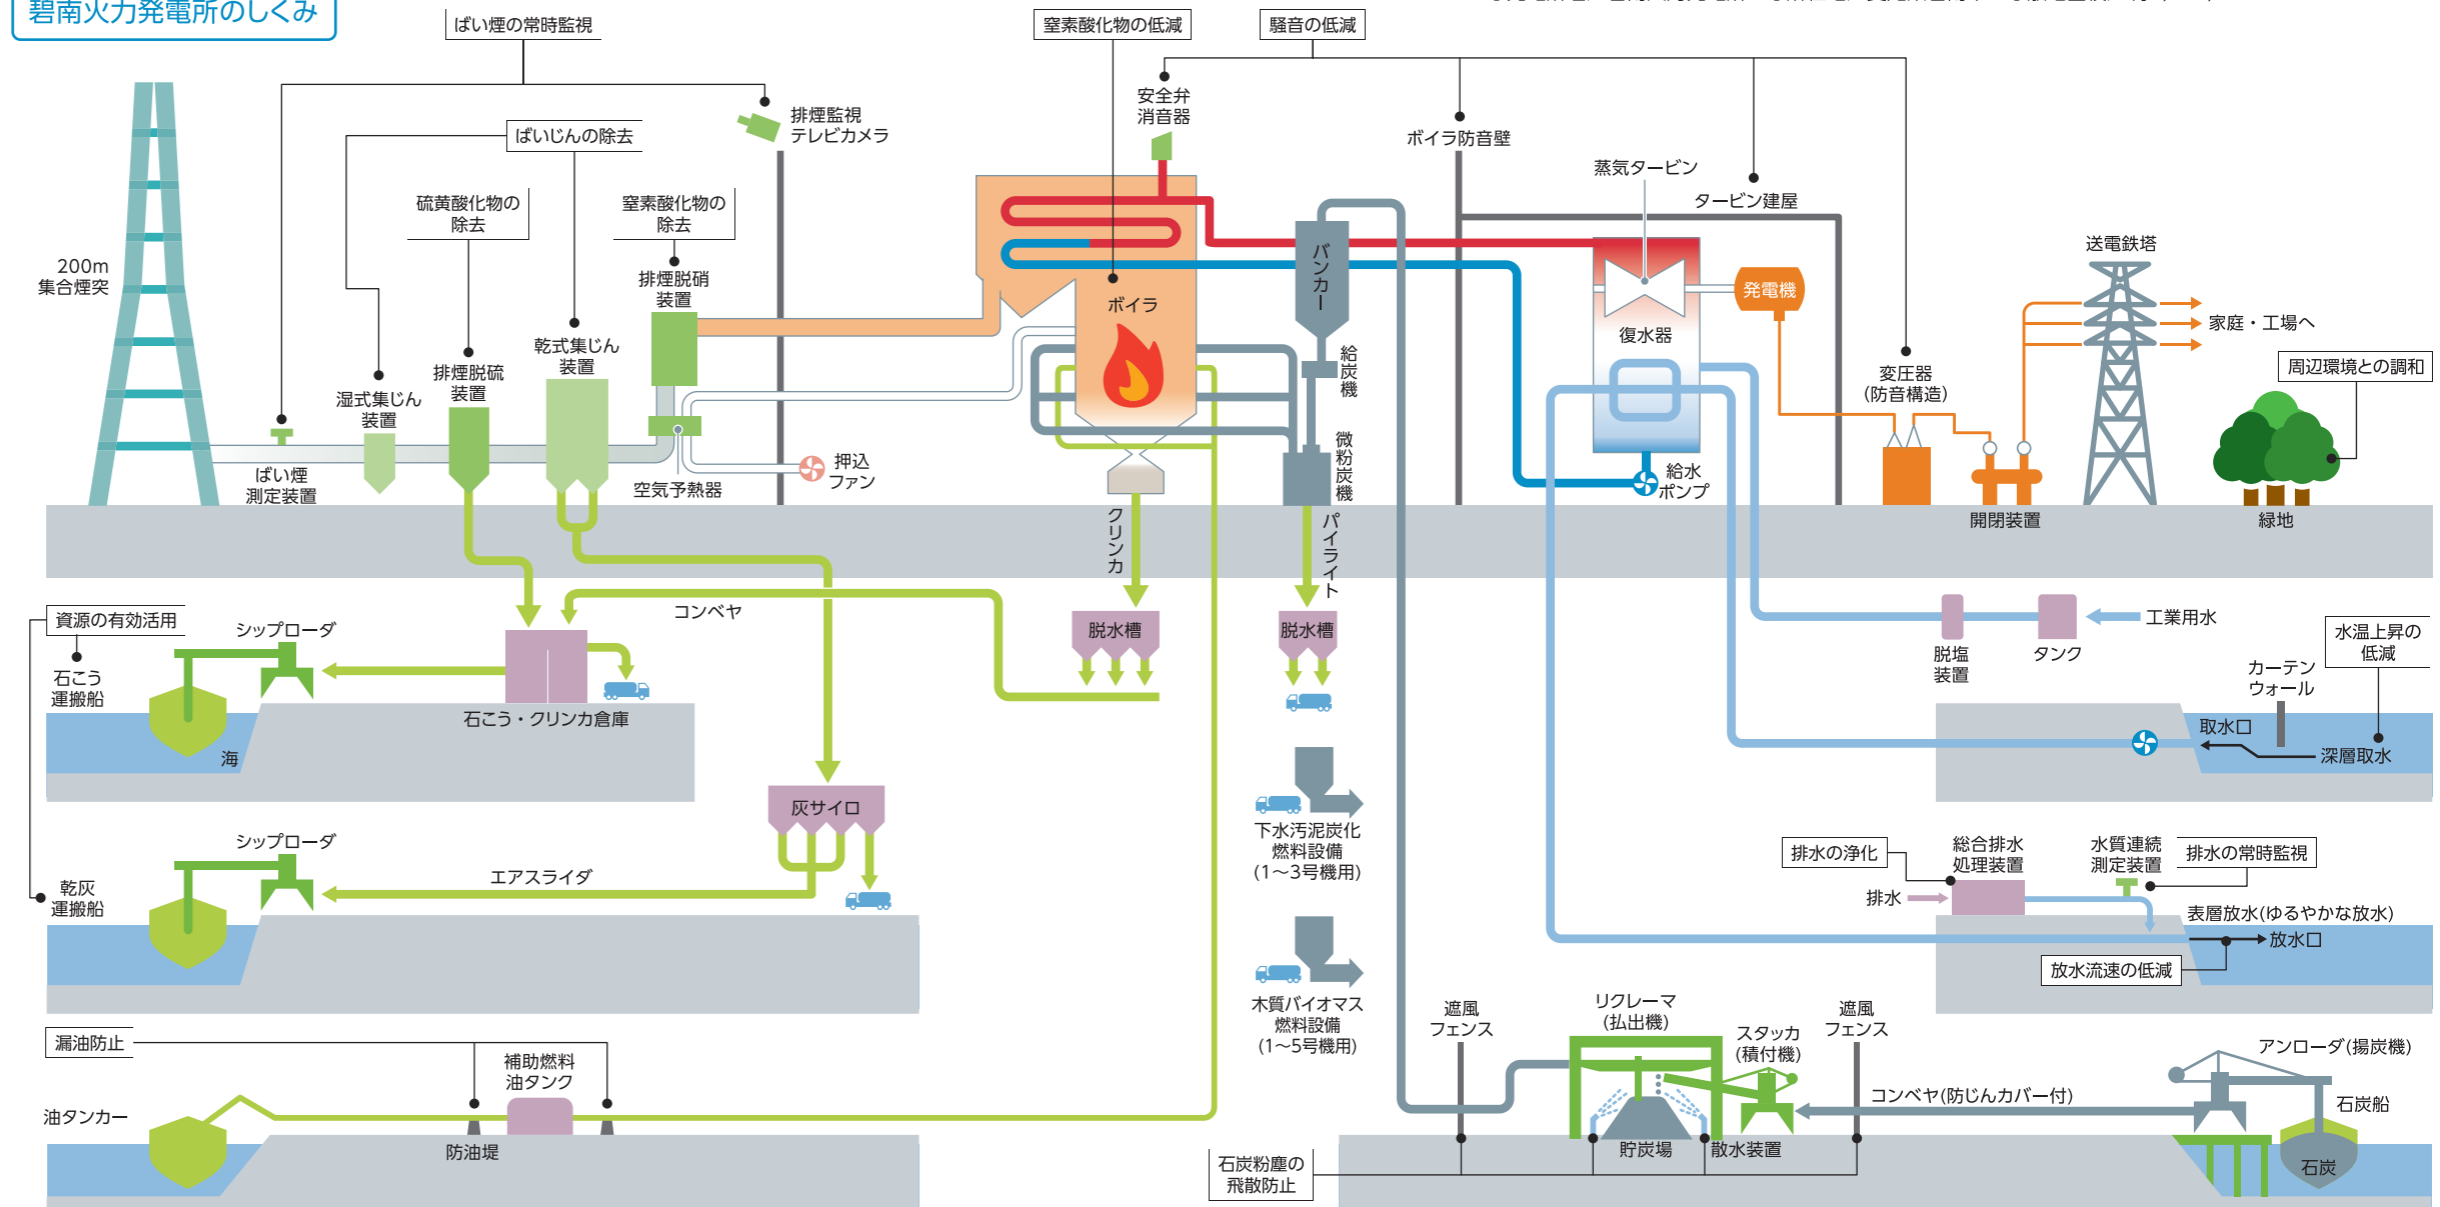 碧南火力発電所のしくみ
ばい煙の常時監視
窒素酸化物の低減
騒音の低減
安全弁
消音器
排煙監視
テレビカメラ
ばいじんの除去
ボイラ防音壁
蒸気タービン
タービン建屋
硫黄酸化物の
除去
窒素酸化物の
除去
送電鉄塔
200m
集合煙突
排煙脱硝
装置
バンカー
発電機
ボイラ
復水器
家庭・工場へ
乾式集じん
装置
給炭機
周辺環境との調和
排煙脱硫
装置
変圧器
(防音構造)
湿式集じん
装置
ばい煙
測定装置
空気予熱器
押込
ファン
微粉炭機
給水
ポンプ
クリンカ
パイライト
開閉装置
緑地
資源の有効活用
シップローダ
コンベヤ
脱水槽
脱水槽
工業用水
脱塩
装置
タンク
水温上昇の
低減
石こう
運搬船
カーテン
ウォール
石こう・クリンカ倉庫
海
取水口
深層取水
灰サイロ
下水汚泥炭化
燃料設備
(1〜3号機用)
シップローダ
エアスライダ
乾灰
運搬船
排水の浄化
総合排水
処理装置
水質連続
測定装置
排水の常時監視
排水
表層放水(ゆるやかな放水)
放水口
放水流速の低減
木質バイオマス
燃料設備
(1〜5号機用)
遮風
フェンス
リクレーマ
(払出機)
スタッカ
(積付機)
遮風
フェンス
漏油防止
補助燃料
油タンク
アンローダ(揚炭機)
コンベヤ(防じんカバー付)
石炭船
油タンカー
防油堤
貯炭場
散水装置
石炭粉塵の
飛散防止
石炭